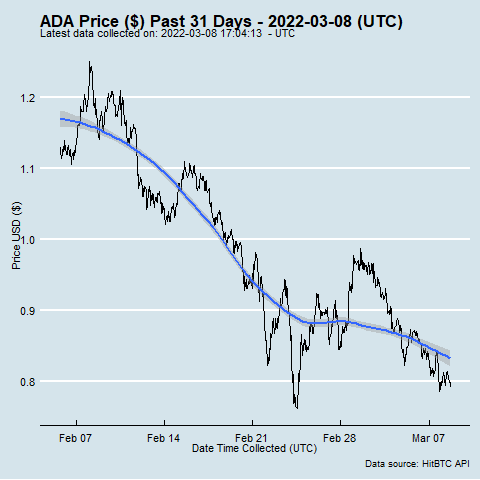 ADA Price ($) Past 31 Days - 2022-03-08 (UTC)
Latest data collected on: 2022-03-08 17:04:13  - UTC
1.2
1.1
1.0
0.9
0.8
Price USD ($)
Feb 07 Feb 14 Feb 21 Feb 28 Mar 07
Date Time Collected (UTC)
Data source: HitBTC API